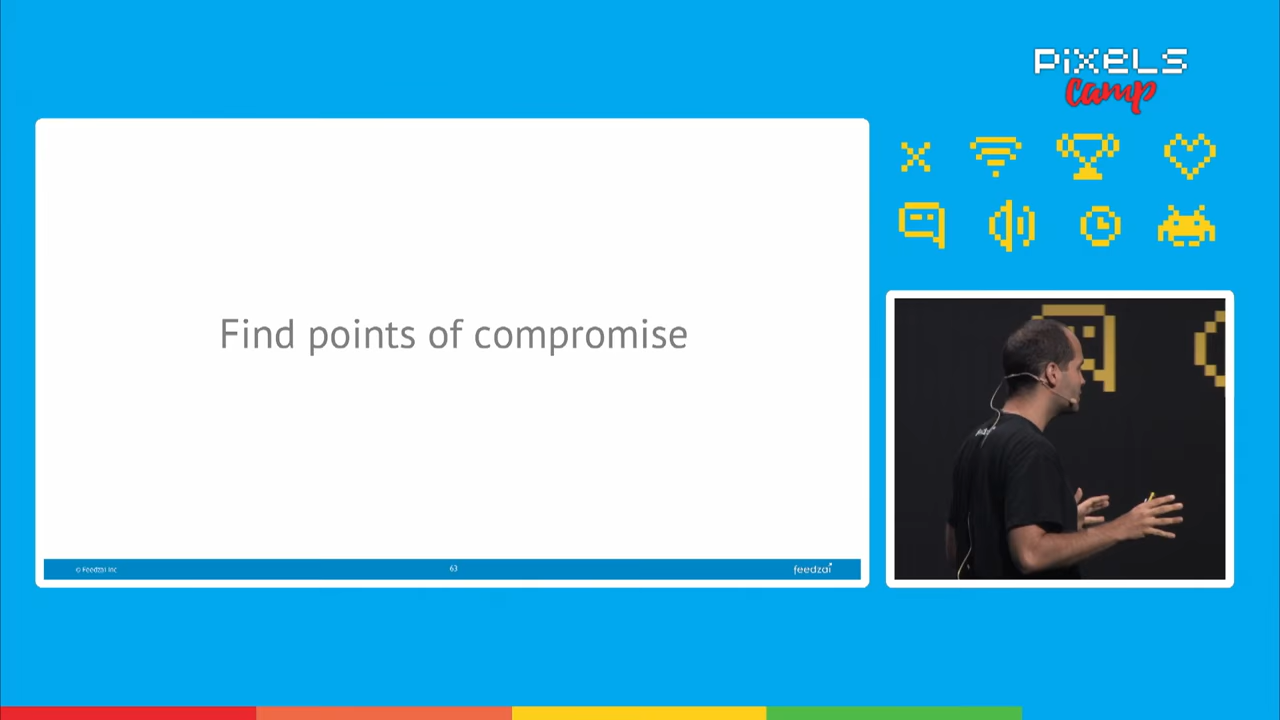 PIXELS
camp
Find points of compromise
© Feedzai Inc
63
feedzai